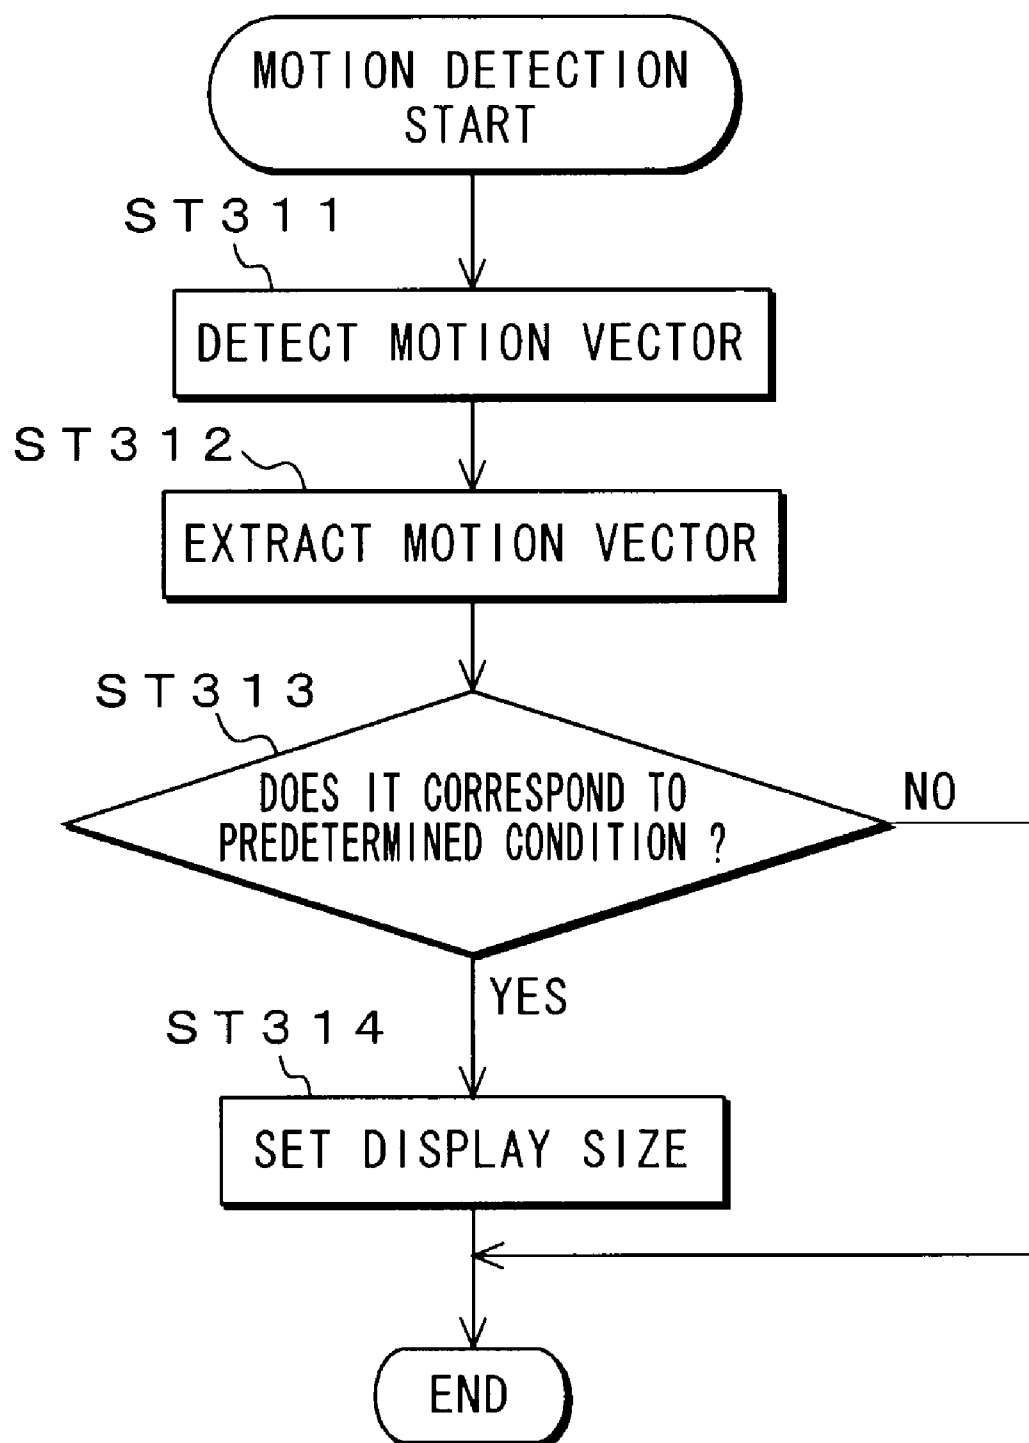 MOTION DETECTION
START
ST311
DETECT MOTION VECTOR
ST312
EXTRACT MOTION VECTOR
ST313
DOES IT CORRESPOND TO
PREDETERMINED CONDITION ?
NO
YES
ST314
SET DISPLAY SIZE
END